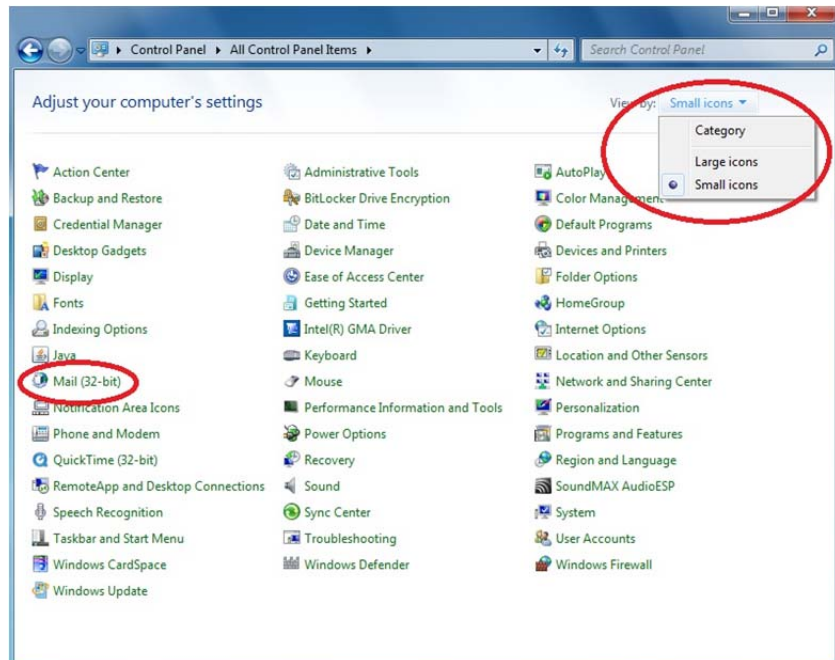 Control Panel All Control Panel Items Search Control Panel
Adjust your computer's settings View by: Small icons
Category
Large icons
Small icons
Action Center Administrative Tools AutoPlay
Backup and Restore BitLocker Drive Encryption Color Management
Credential Manager Date and Time Default Programs
Desktop Gadgets Device Manager Devices and Printers
Display Ease of Access Center Folder Options
Fonts Getting Started HomeGroup
Indexing Options Intel(R) GMA Driver Internet Options
Java Keyboard Location and Other Sensors
Mail (32-bit) Mouse Network and Sharing Center
Notification Area Icons Performance Information and Tools Personalization
Phone and Modem Power Options Programs and Features
QuickTime (32-bit) Recovery Region and Language
RemoteApp and Desktop Connections Sound SoundMAX AudioESP
Speech Recognition Sync Center System
Taskbar and Start Menu Troubleshooting User Accounts
Windows CardSpace Windows Defender Windows Firewall
Windows Update